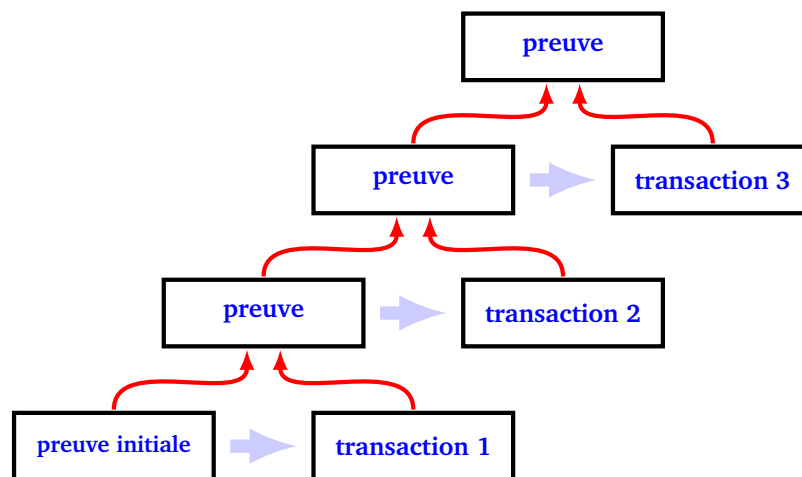 preuve
preuve
transaction 3
preuve
transaction 2
preuve initiale
transaction 1